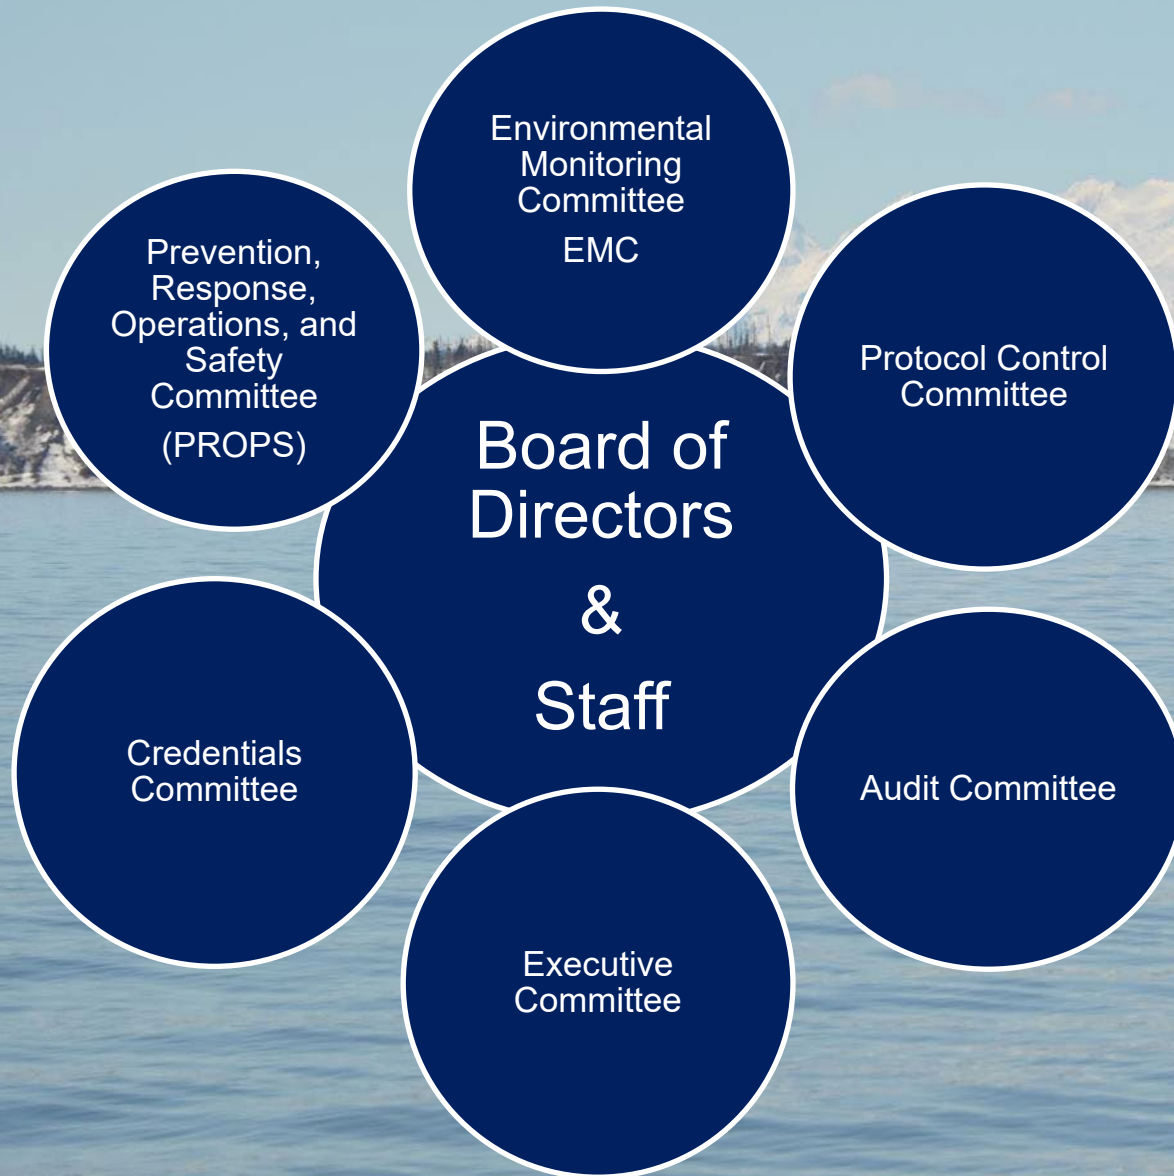 Environmental
Monitoring
Committee
EMC
Prevention,
Response,
Operations, and
Safety
Committee
(PROPS)
Protocol Control
Committee
Board of
Directors
&
Staff
Credentials
Committee
Audit Committee
Executive
Committee